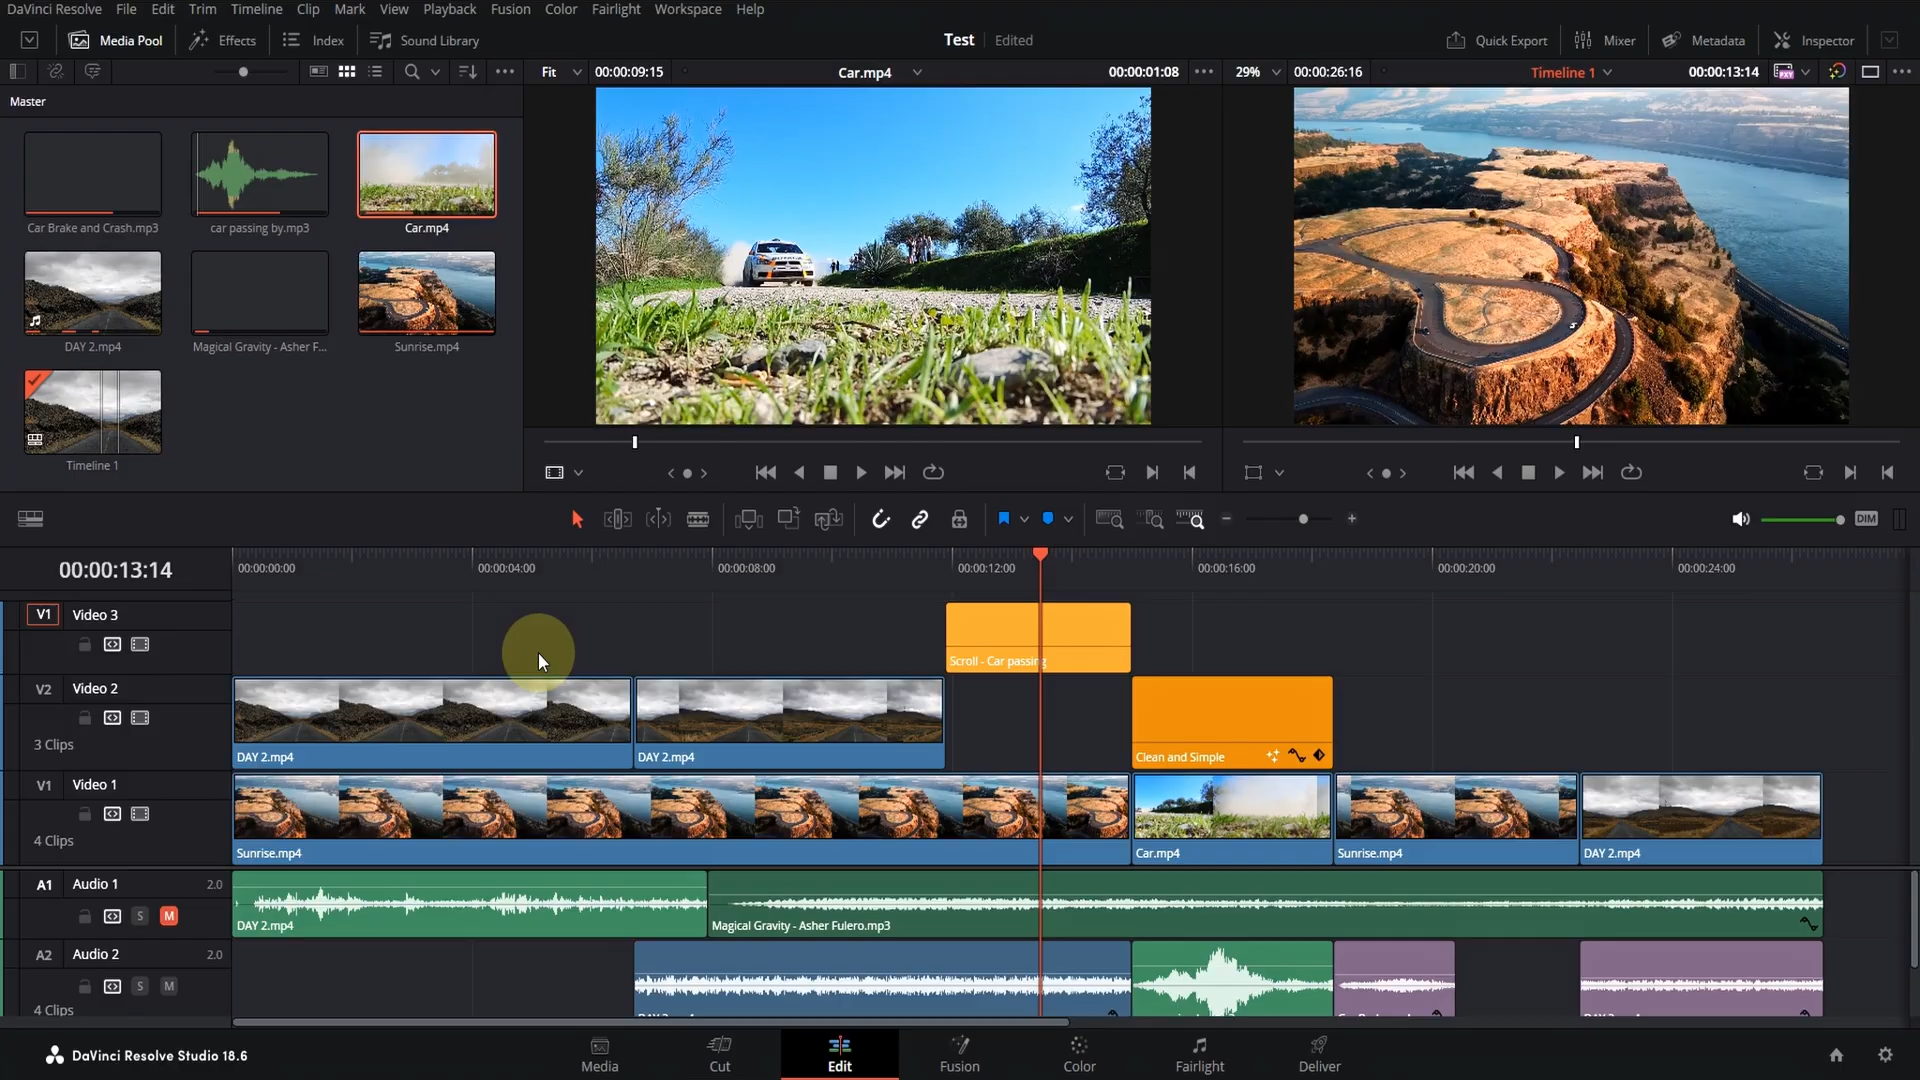 DaVinci Resolve File Edit Trim Timeline Clip Mark View Playback Fusion Color Fairlight Workspace Help
Media Pool Effects Index Sound Library Test Edited Quick Export Mixer Metadata Inspector
Fit 00:00:09:15 Car.mp4 00:00:01:08 29% 00:00:26:16 Timeline 1 00:00:13:14
Master
Car Brake and Crash.mp3 car passing by.mp3 Car.mp4
DAY 2.mp4 Magical Gravity - Asher F... Sunrise.mp4
Timeline 1
DIM
00:00:13:14 00:00:00:00 00:00:04:00 00:00:08:00 00:00:12:00 00:00:16:00 00:00:20:00 00:00:24:00
V1 Video 3
Scroll - Car passing
V2 Video 2
3 Clips
DAY 2.mp4 DAY 2.mp4 Clean and Simple
V1 Video 1
4 Clips
Sunrise.mp4 Car.mp4 Sunrise.mp4 DAY 2.mp4
A1 Audio 1 2.0
S M
DAY 2.mp4 Magical Gravity - Asher Fulero.mp3
A2 Audio 2 2.0
S M
4 Clips
DaVinci Resolve Studio 18.6 Media Cut Edit Fusion Color Fairlight Deliver